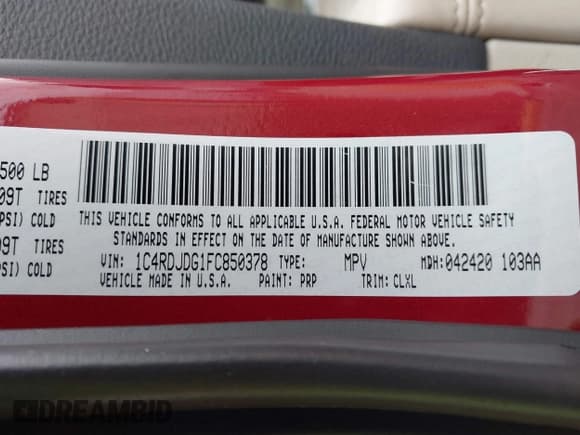 500 LB
09T TIRES
PSI) COLD
09T TIRES
PSI) COLD
THIS VEHICLE CONFORMS TO ALL APPLICABLE U.S.A. FEDERAL MOTOR VEHICLE SAFETY
STANDARDS IN EFFECT ON THE DATE OF MANUFACTURE SHOWN ABOVE.
VIN: 1C4RDJDG1FC850378 TYPE: MPV MDH:042420 103AA
VEHICLE MADE IN U.S.A. PAINT: PRP TRIM: CLXL
DREAMBID